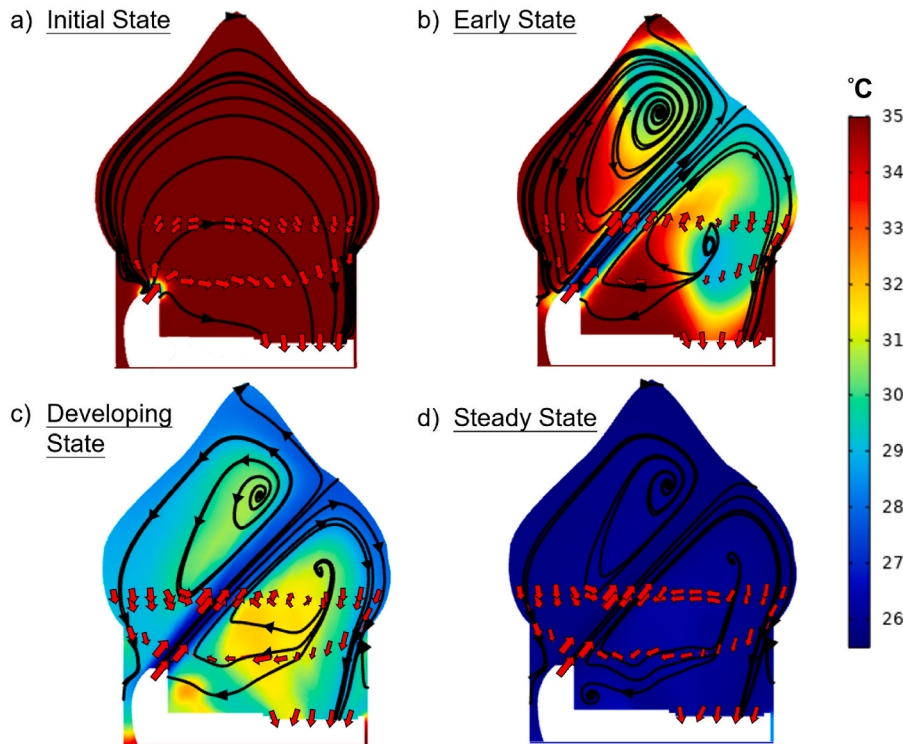 a) Initial State
b) Early State
°C
35
34
33
32
31
30
29
28
27
26
c) Developing
State
d) Steady State